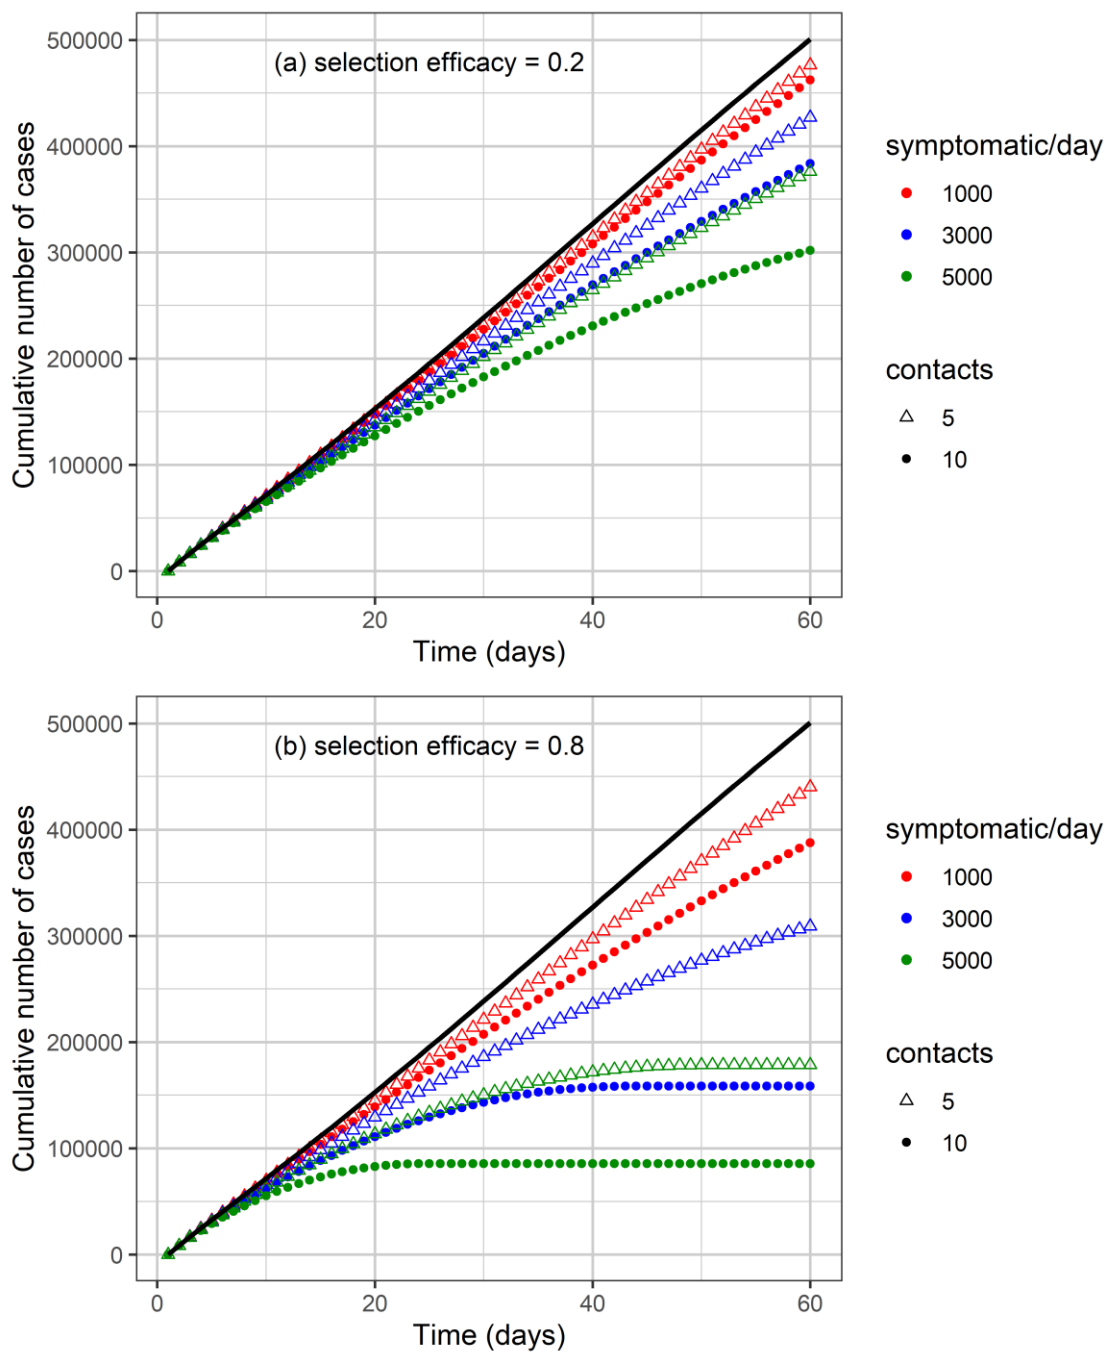 (a) selection efficacy = 0.2
500000
400000
300000
200000
100000
0
Cumulative number of cases
0 20 40 60
Time (days)
symptomatic/day
1000
3000
5000
contacts
5
10
(b) selection efficacy = 0.8
500000
400000
300000
200000
100000
0
Cumulative number of cases
0 20 40 60
Time (days)
symptomatic/day
1000
3000
5000
contacts
5
10